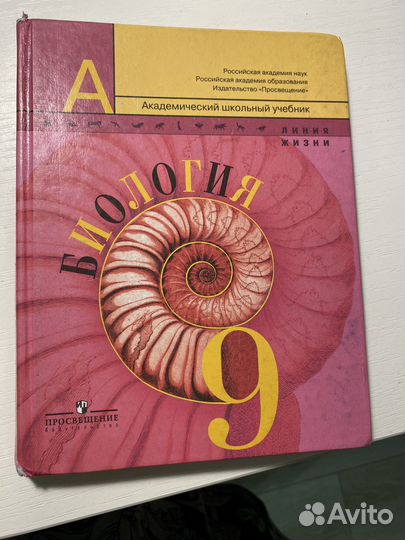 Российская академия наук
Российская академия образования
Издательство «Просвещение»
А
Академический школьный учебник
ЛИНИЯ
ЖИЗНИ
БИОЛОГИЯ
9
ПРОСВЕЩЕНИЕ
ИЗДАТЕЛЬСТВО
Avito